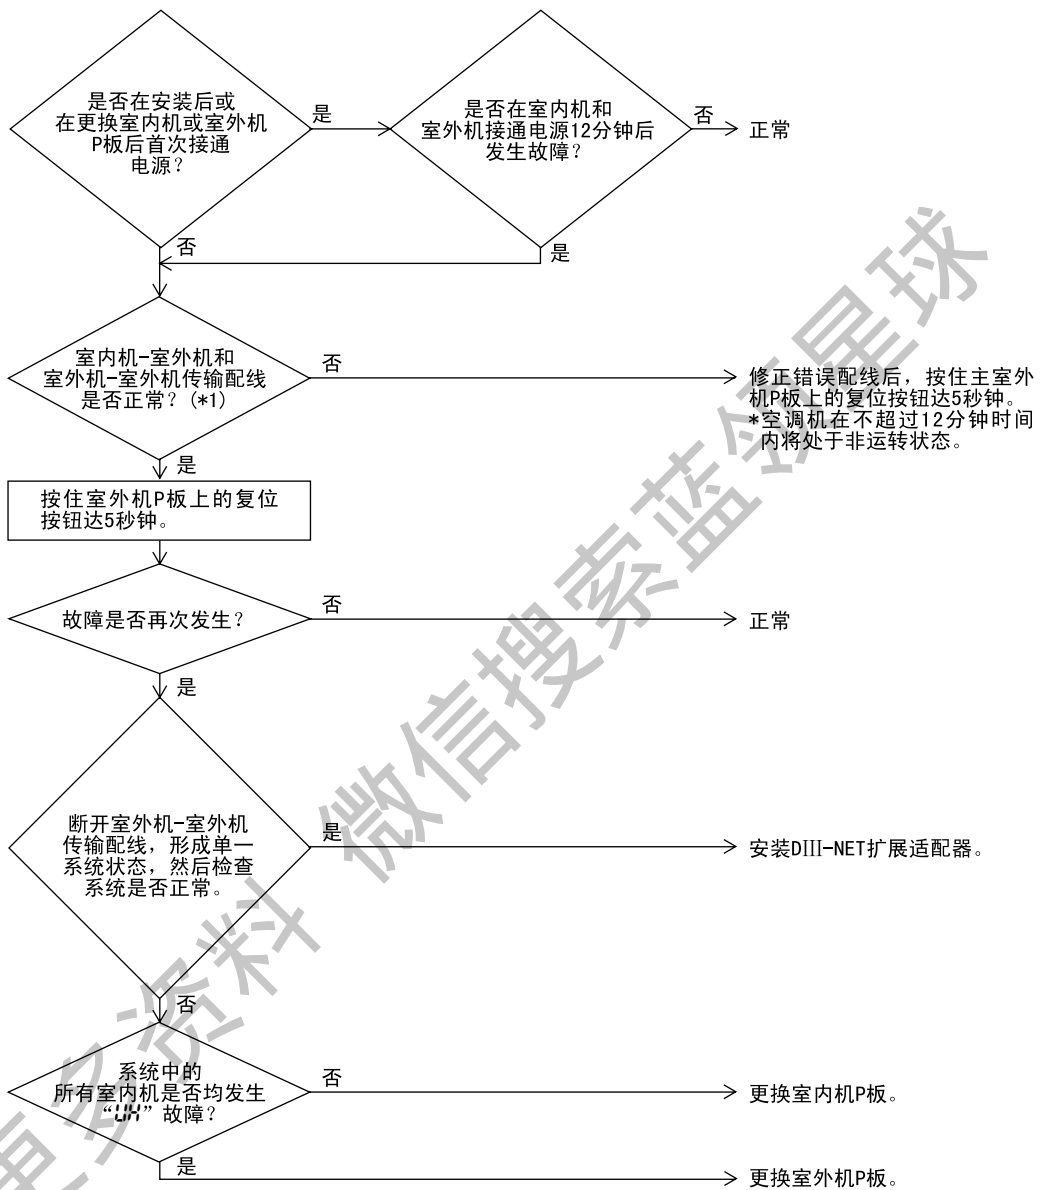 是否在安装后或
在更换室内机或室外机
P板后首次接通
电源？
是
是否在室内机和
室外机接通电源12分钟后
发生故障？
否
正常
否
是
室内机-室外机和
室外机-室外机传输配线
是否正常？(*1)
否
修正错误配线后，按住主室外
机P板上的复位按钮达5秒钟。
*空调机在不超过12分钟时间
内将处于非运转状态。
是
按住室外机P板上的复位
按钮达5秒钟。
故障是否再次发生？
否
正常
是
断开室外机-室外机
传输配线，形成单一
系统状态，然后检查
系统是否正常。
是
安装DIII-NET扩展适配器。
否
系统中的
所有室内机是否均发生
“UH”故障？
否
更换室内机P板。
是
更换室外机P板。
更多资料 微信搜索蓝领星球